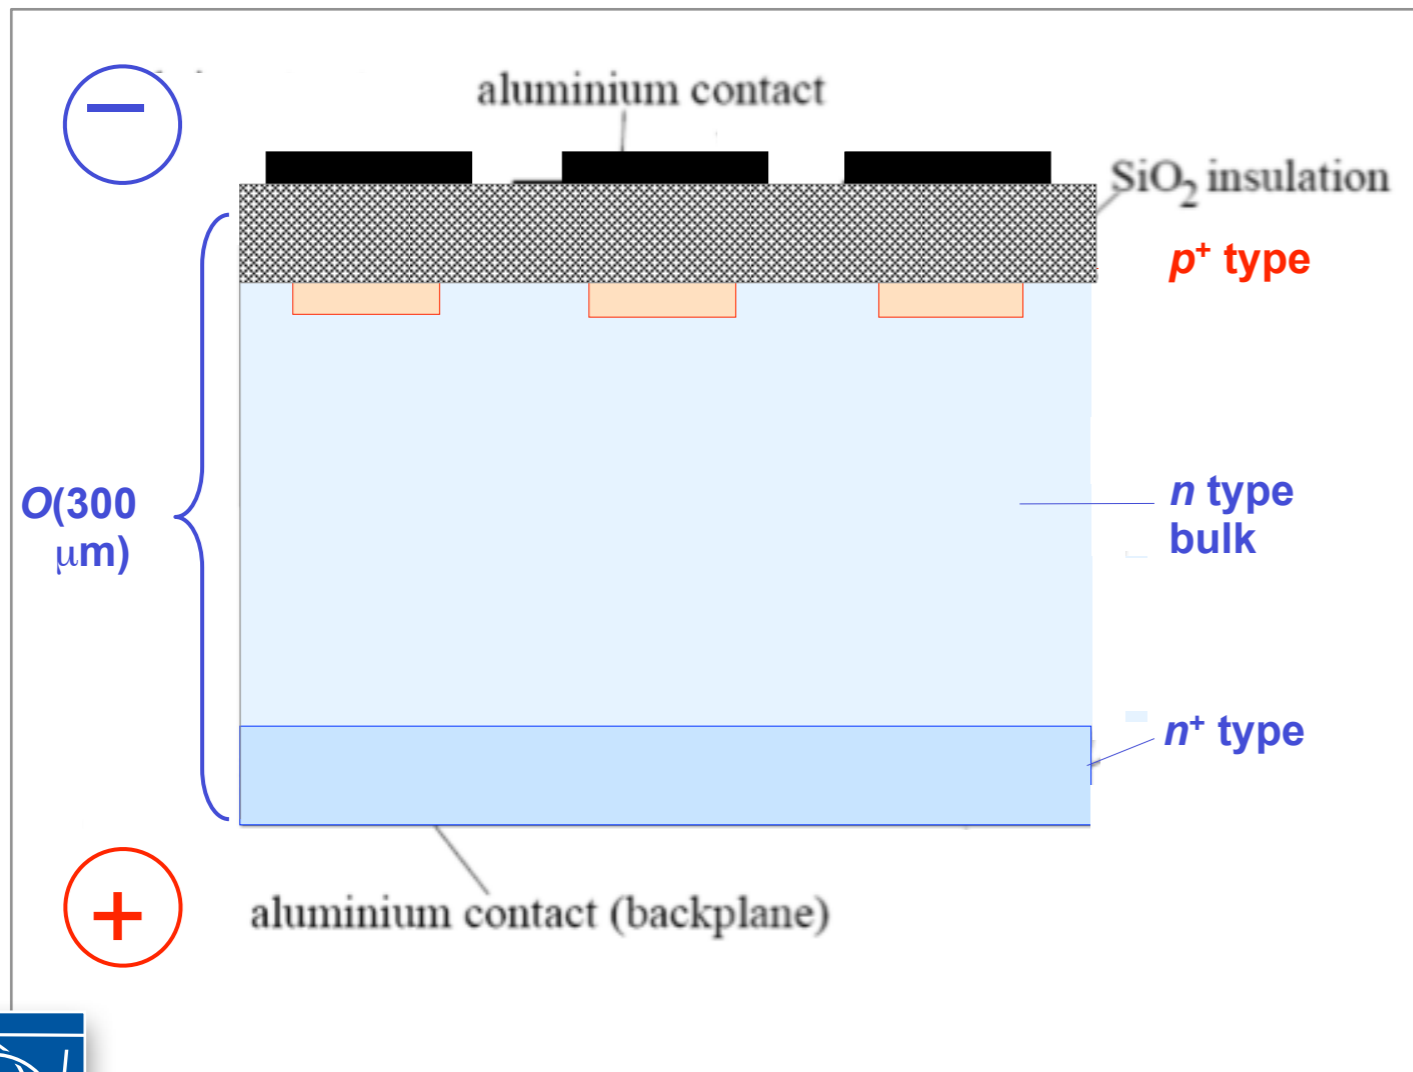 −
aluminium contact
SiO₂ insulation
p⁺ type
O(300
μm)
n type
bulk
n⁺ type
+
aluminium contact (backplane)